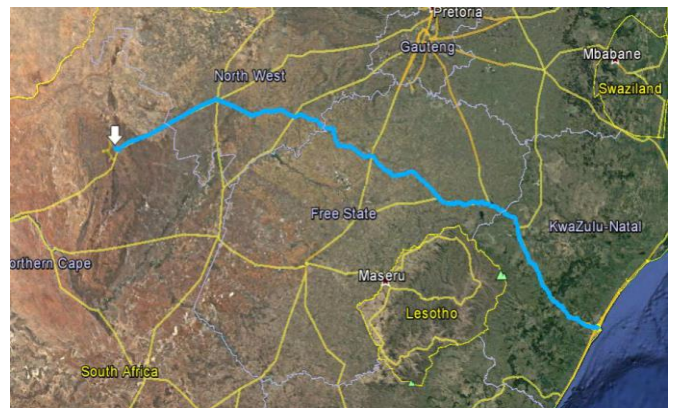 Pretoria
Gauteng
Mbabane
North West
Swaziland
Free State
KwaZulu-Natal
orthern Cape
Maseru
Lesotho
South Africa